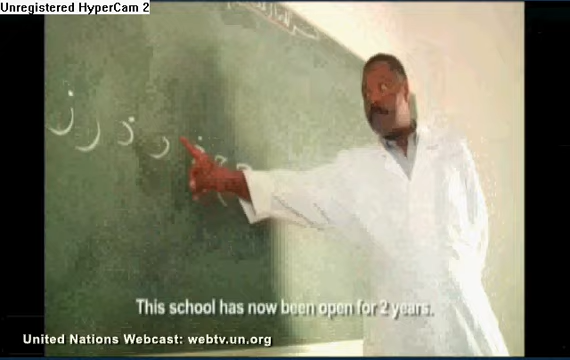 Unregistered HyperCam 2
د ذ ر ز
This school has now been open for 2 years.
United Nations Webcast: webtv.un.org